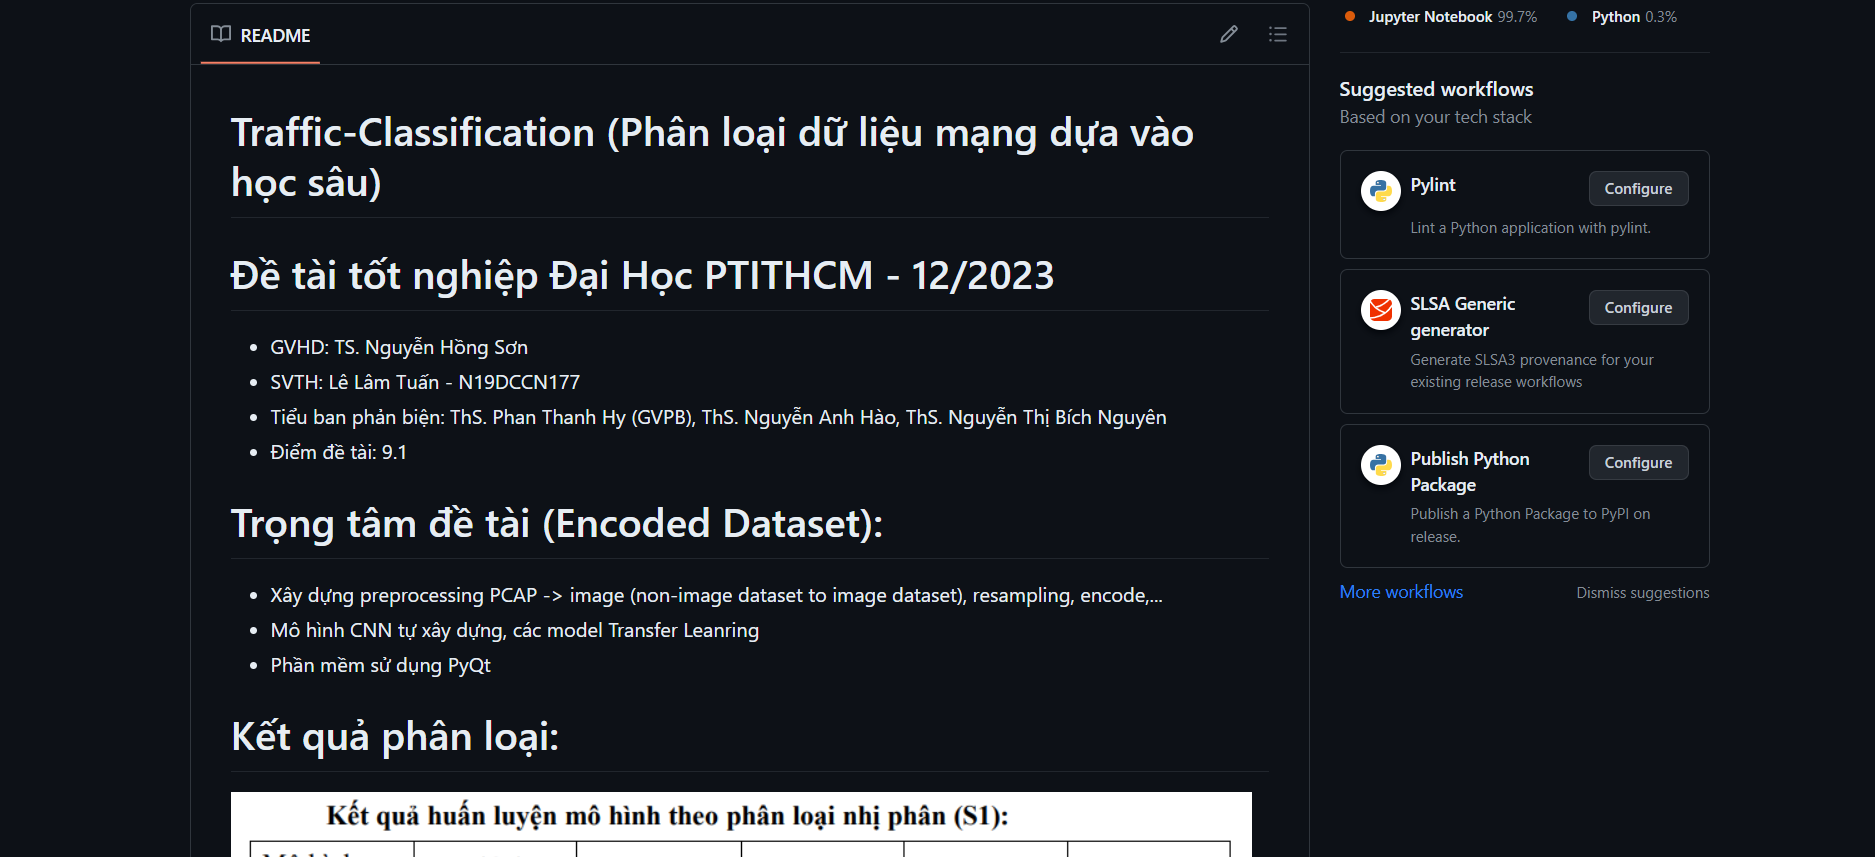 README
Traffic-Classification (Phân loại dữ liệu mạng dựa vào
học sâu)
Đề tài tốt nghiệp Đại Học PTITHCM - 12/2023
GVHD: TS. Nguyễn Hồng Sơn
SVTH: Lê Lâm Tuấn - N19DCCN177
Tiểu ban phản biện: ThS. Phan Thanh Hy (GVPB), ThS. Nguyễn Anh Hào, ThS. Nguyễn Thị Bích Nguyên
Điểm đề tài: 9.1
Trọng tâm đề tài (Encoded Dataset):
Xây dựng preprocessing PCAP -> image (non-image dataset to image dataset), resampling, encode,...
Mô hình CNN tự xây dựng, các model Transfer Leanring
Phần mềm sử dụng PyQt
Kết quả phân loại:
Kết quả huấn luyện mô hình theo phân loại nhị phân (S1):
Jupyter Notebook 99.7% Python 0.3%
Suggested workflows
Based on your tech stack
Pylint
Configure
Lint a Python application with pylint.
SLSA Generic
generator
Configure
Generate SLSA3 provenance for your
existing release workflows
Publish Python
Package
Configure
Publish a Python Package to PyPI on
release.
More workflows
Dismiss suggestions